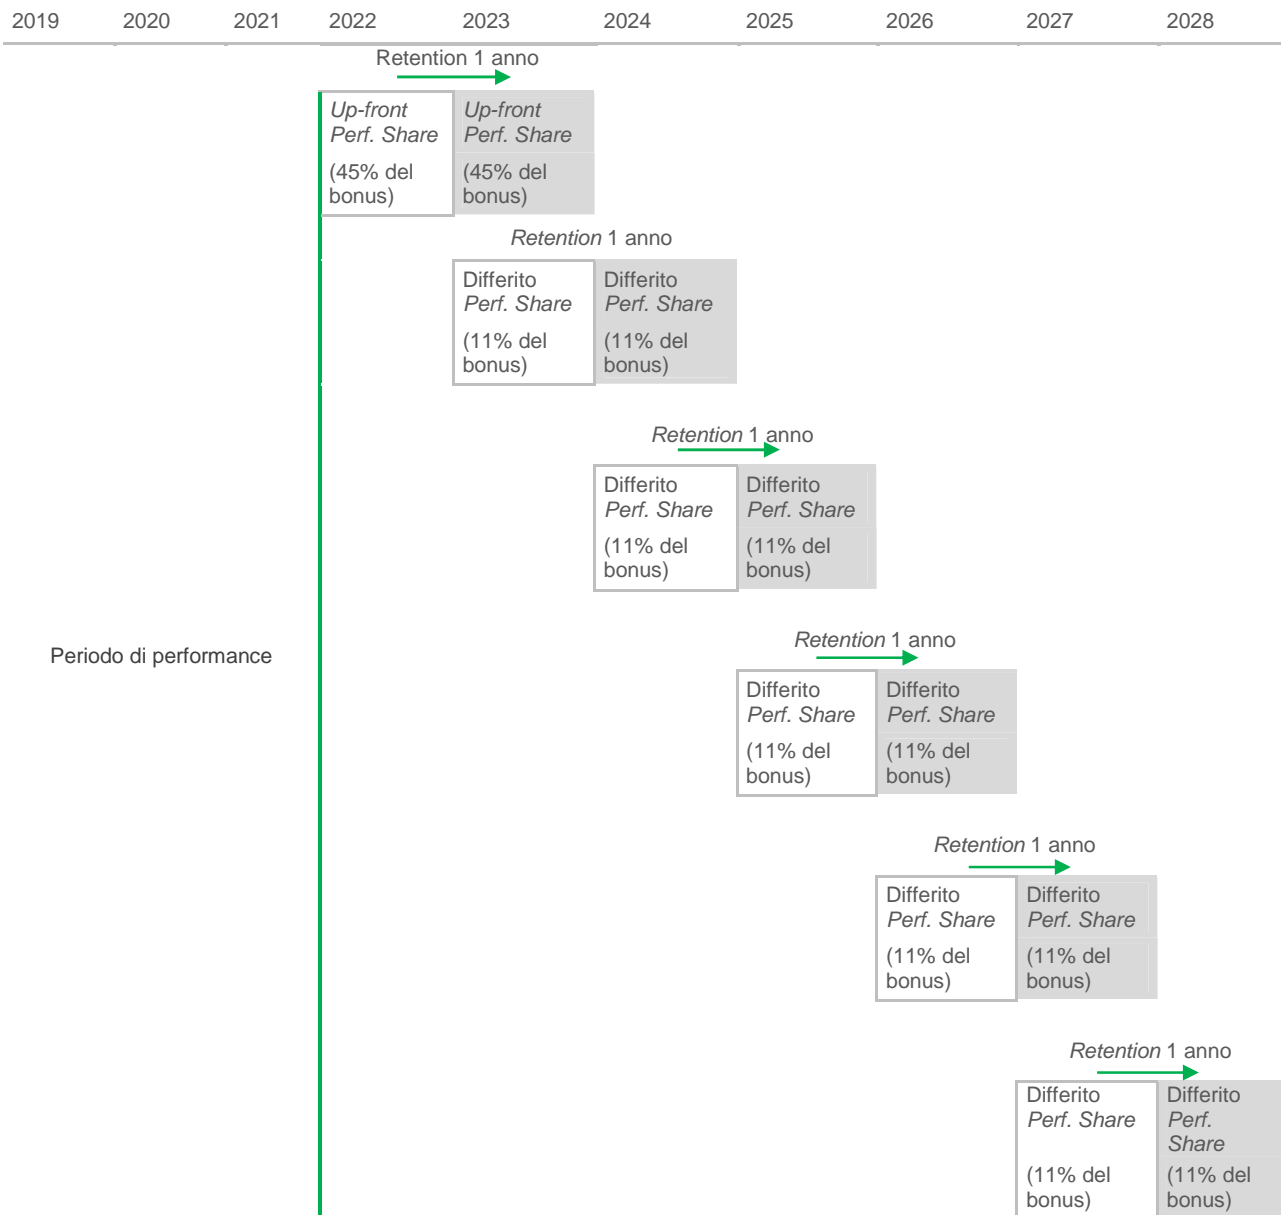 2019 2020 2021 2022 2023 2024 2025 2026 2027 2028
Retention 1 anno
Up-front Up-front
Perf. Share Perf. Share
(45% del (45% del
bonus) bonus)
Retention 1 anno
Differito Differito
Perf. Share Perf. Share
(11% del (11% del
bonus) bonus)
Retention 1 anno
Differito Differito
Perf. Share Perf. Share
(11% del (11% del
bonus) bonus)
Periodo di performance
Retention 1 anno
Differito Differito
Perf. Share Perf. Share
(11% del (11% del
bonus) bonus)
Retention 1 anno
Differito Differito
Perf. Share Perf. Share
(11% del (11% del
bonus) bonus)
Retention 1 anno
Differito Differito
Perf. Share Perf.
Share
(11% del (11% del
bonus) bonus)